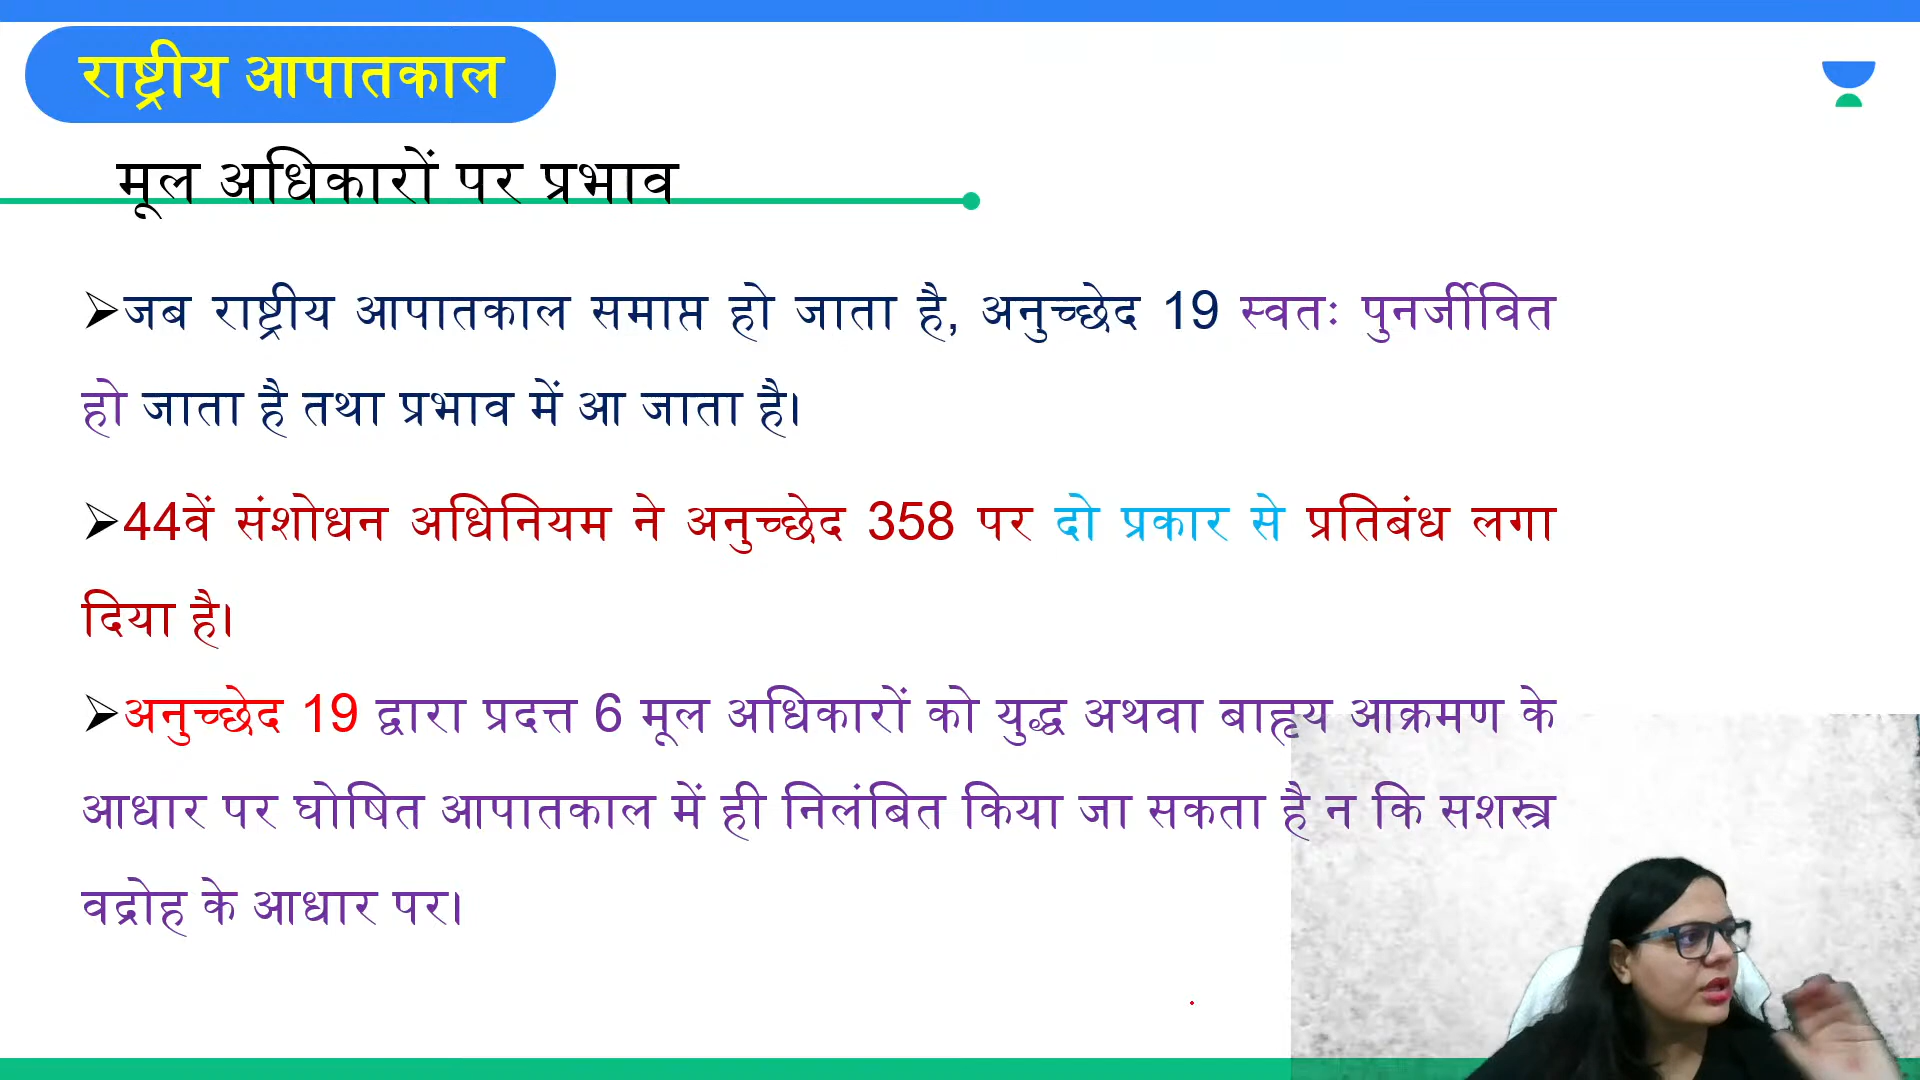 राष्ट्रीय आपातकाल
मूल अधिकारों पर प्रभाव
➢जब राष्ट्रीय आपातकाल समाप्त हो जाता है, अनुच्छेद 19 स्वतः पुनर्जीवित
हो जाता है तथा प्रभाव में आ जाता है।
➢44वें संशोधन अधिनियम ने अनुच्छेद 358 पर दो प्रकार से प्रतिबंध लगा
दिया है।
➢अनुच्छेद 19 द्वारा प्रदत्त 6 मूल अधिकारों को युद्ध अथवा बाह्रय आक्रमण के
आधार पर घोषित आपातकाल में ही निलंबित किया जा सकता है न कि सशस्त्र
वद्रोह के आधार पर।